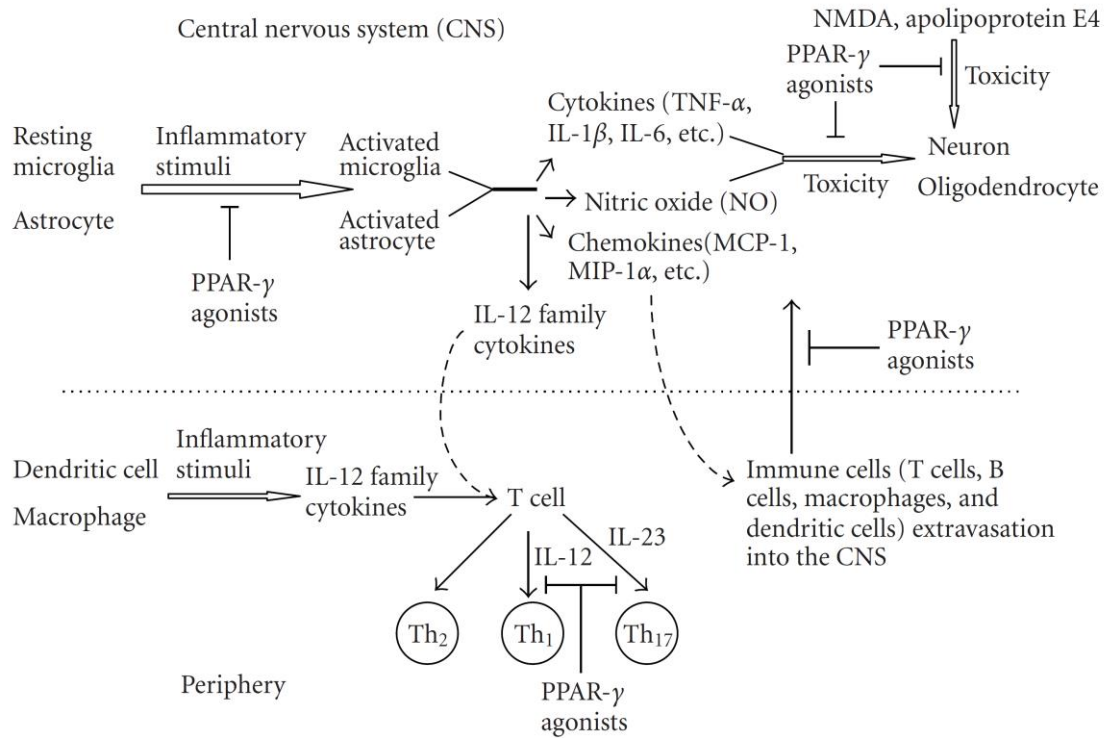 Central nervous system (CNS)
NMDA, apolipoprotein E4
PPAR-γ
agonists
Toxicity
Resting
microglia
Astrocyte
Inflammatory
stimuli
PPAR-γ
agonists
Activated
microglia
Activated
astrocyte
Cytokines (TNF-α,
IL-1β, IL-6, etc.)
Nitric oxide (NO)
Chemokines(MCP-1,
MIP-1α, etc.)
IL-12 family
cytokines
Toxicity
Neuron
Oligodendrocyte
PPAR-γ
agonists
Dendritic cell
Macrophage
Inflammatory
stimuli
IL-12 family
cytokines
T cell
IL-12
IL-23
Th2
Th1
Th17
PPAR-γ
agonists
Immune cells (T cells, B
cells, macrophages, and
dendritic cells) extravasation
into the CNS
Periphery